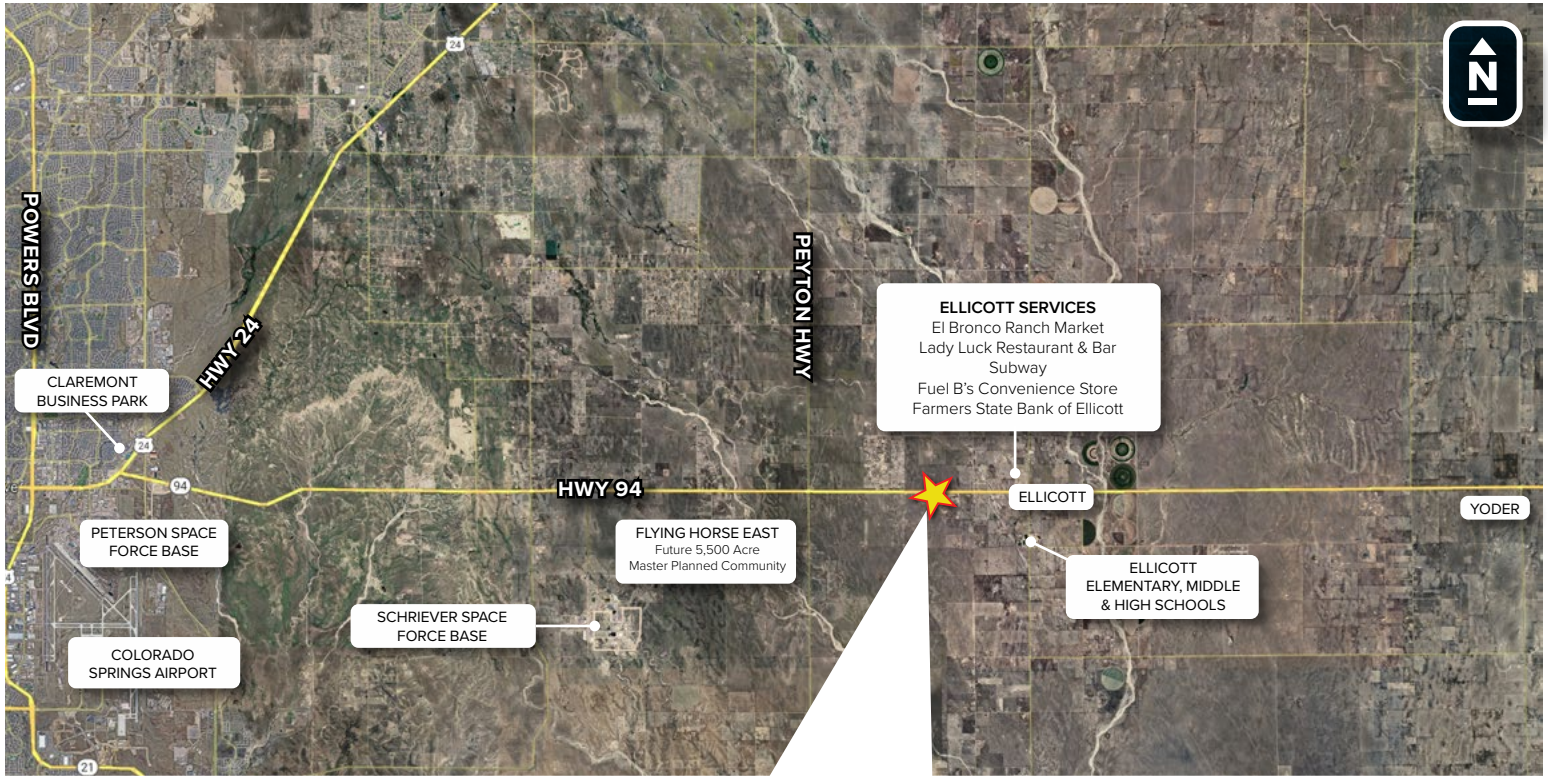 24
N
POWERS BLVD
HWY 24
PEYTON HWY
ELLICOTT SERVICES
El Bronco Ranch Market
Lady Luck Restaurant & Bar
Subway
Fuel B's Convenience Store
Farmers State Bank of Ellicott
CLAREMONT
BUSINESS PARK
24
94
HWY 94
ELLICOTT
YODER
PETERSON SPACE
FORCE BASE
FLYING HORSE EAST
Future 5,500 Acre
Master Planned Community
ELLICOTT
ELEMENTARY, MIDDLE
& HIGH SCHOOLS
SCHRIEVER SPACE
FORCE BASE
COLORADO
SPRINGS AIRPORT
21